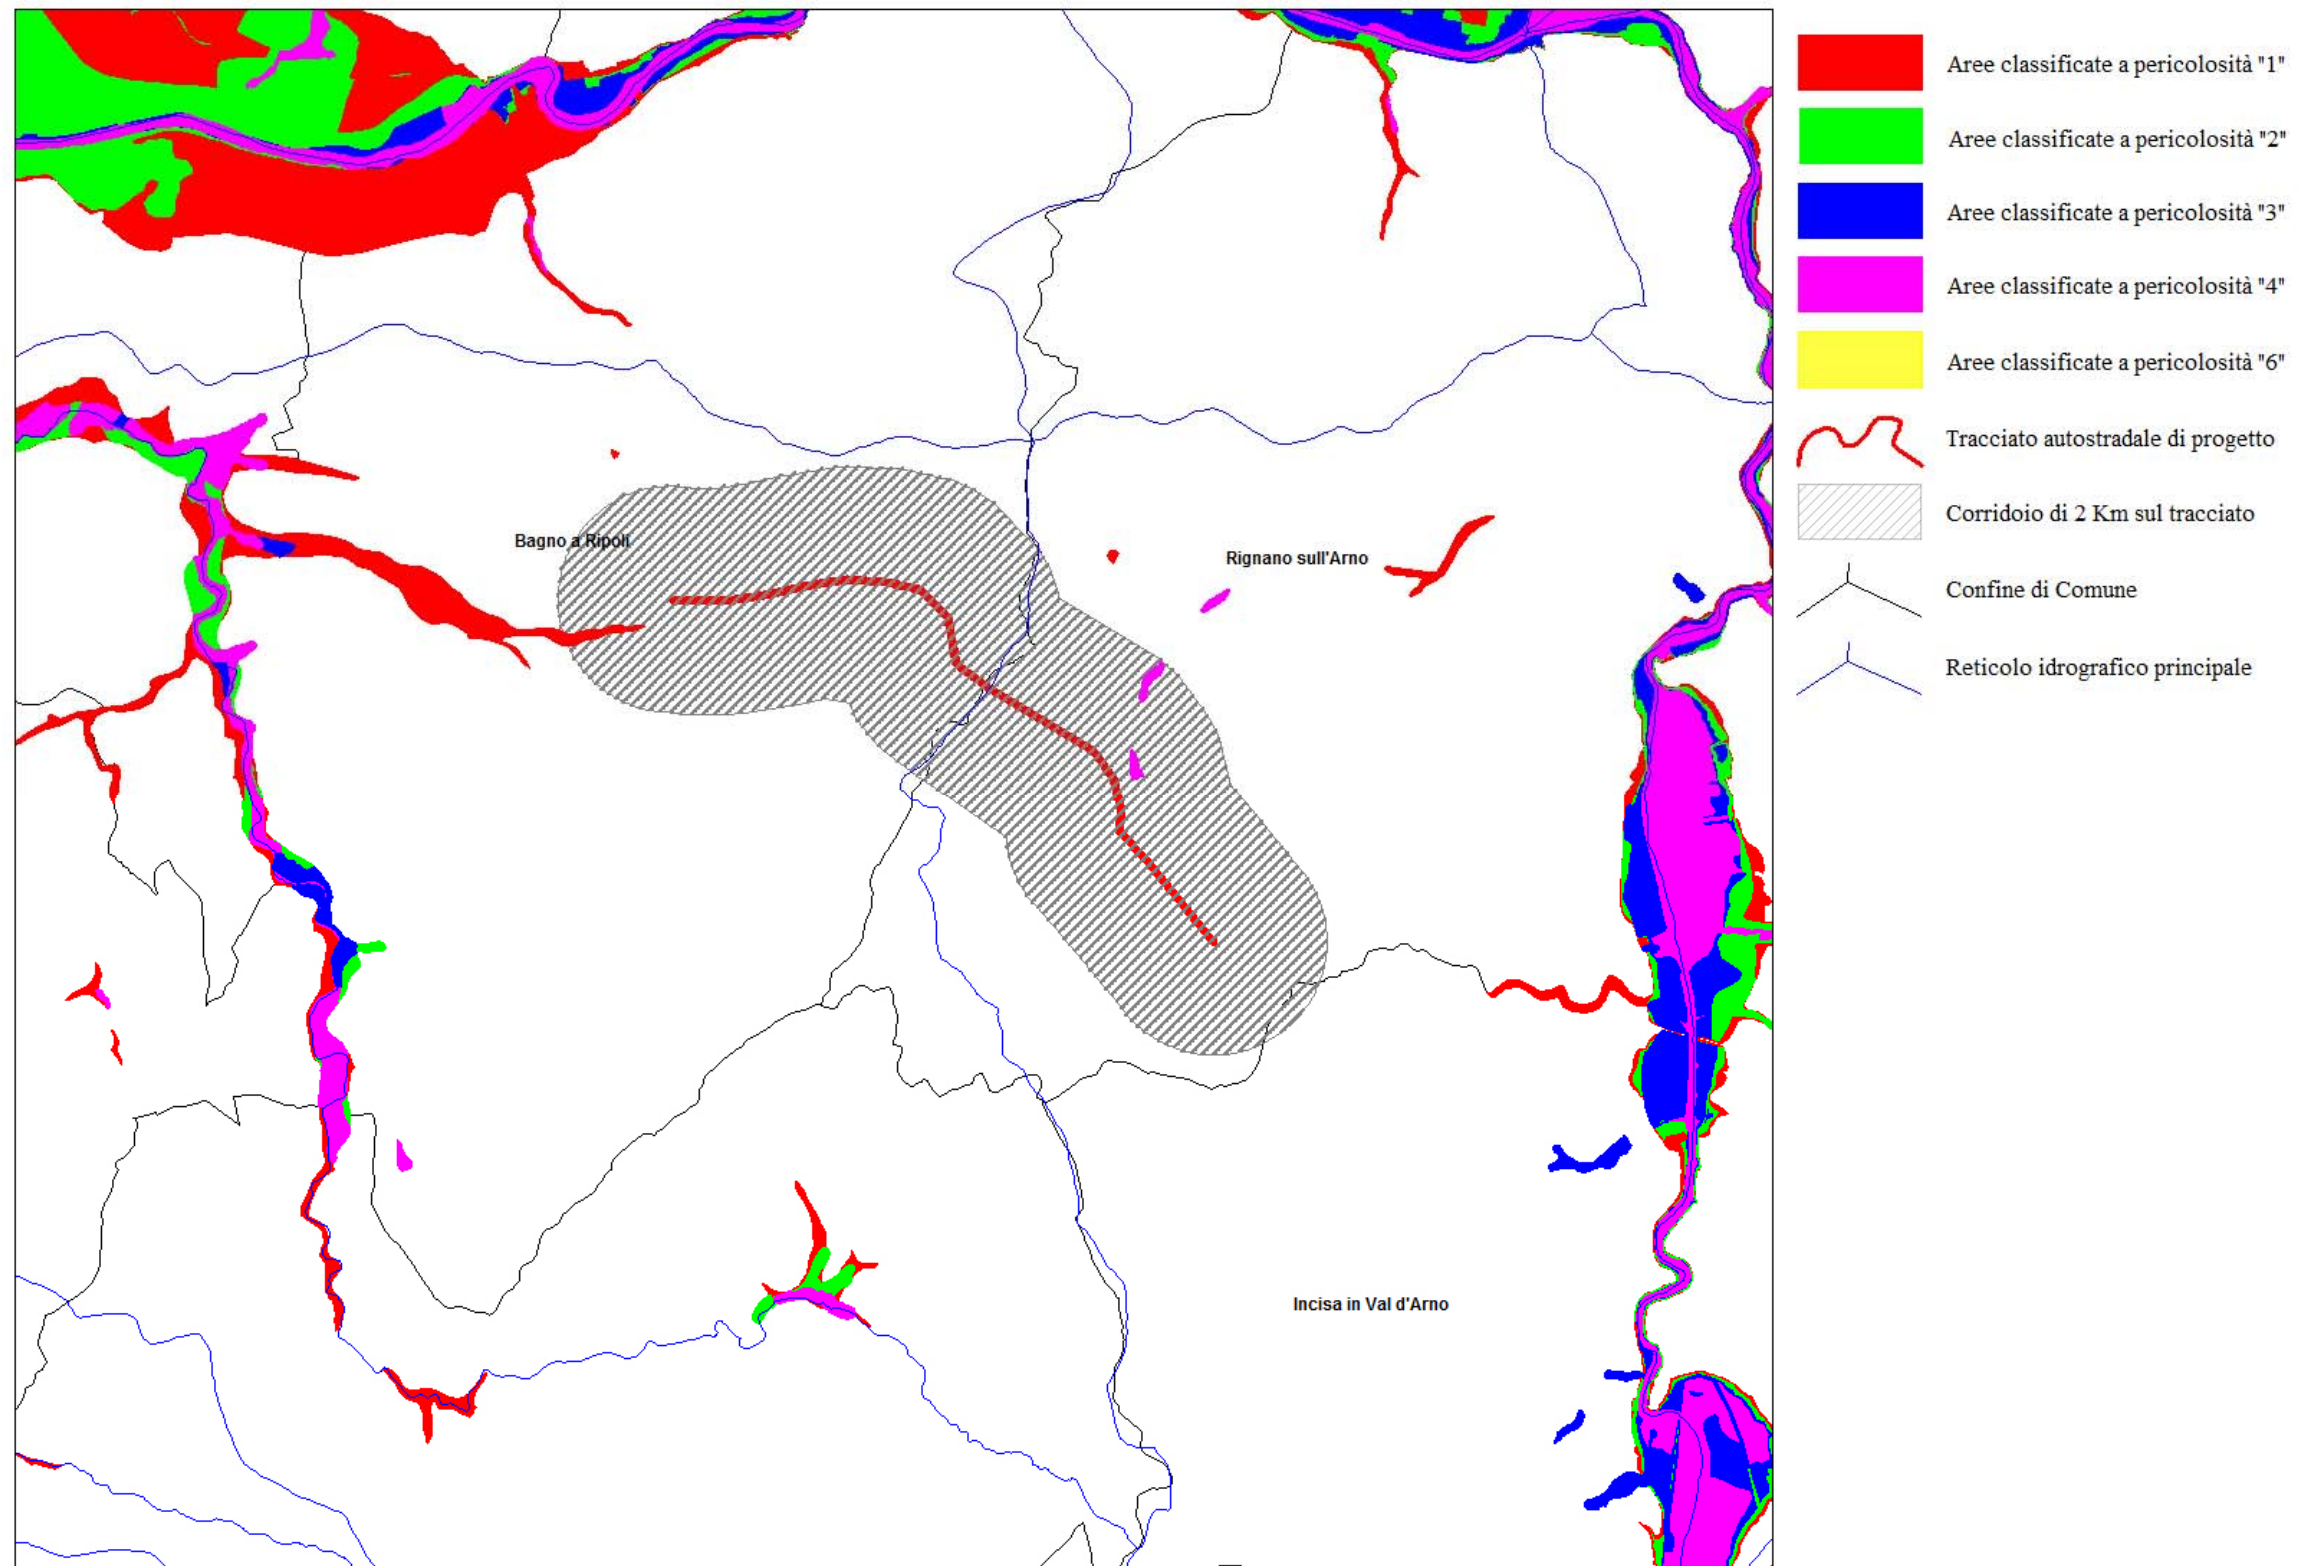 Aree classificate a pericolosità "1"
Aree classificate a pericolosità "2"
Aree classificate a pericolosità "3"
Aree classificate a pericolosità "4"
Aree classificate a pericolosità "6"
Tracciato autostradale di progetto
Corridoio di 2 Km sul tracciato
Confine di Comune
Reticolo idrografico principale
Bagno a Ripoli
Rignano sull'Arno
Incisa in Val d'Arno